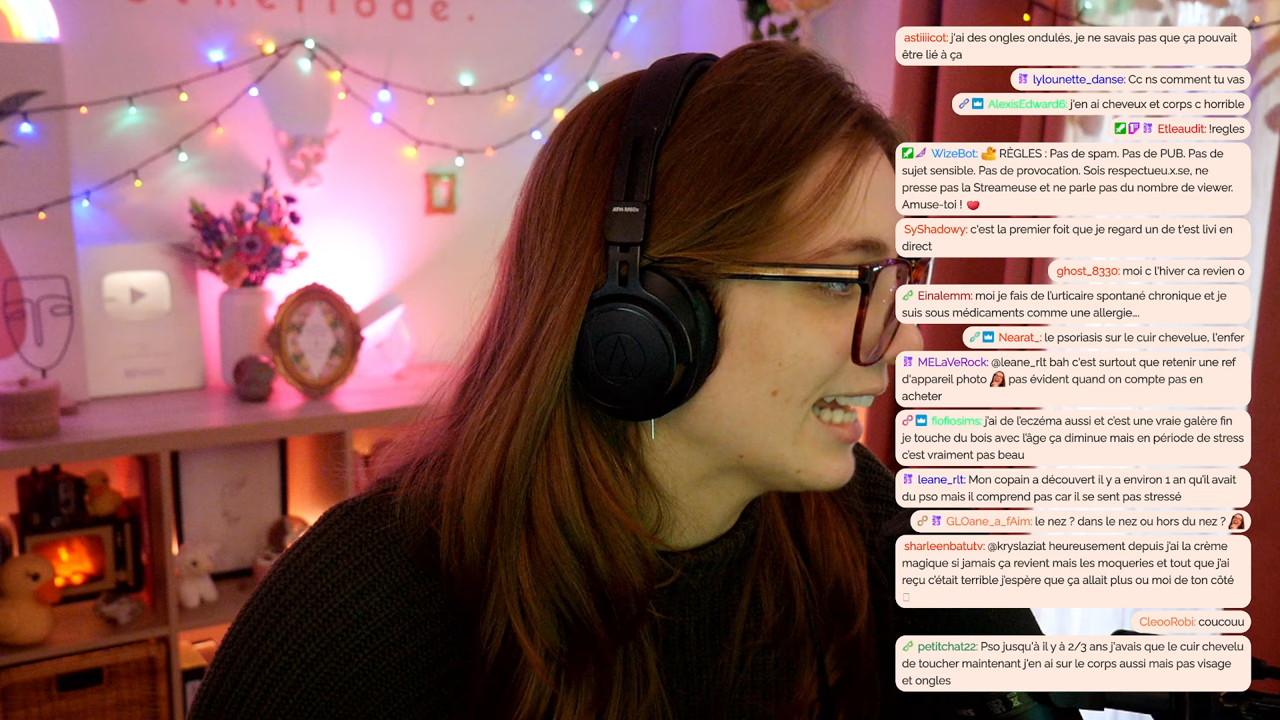 therlode.
ATH-M60x
astiiiicot: j'ai des ongles ondulés, je ne savais pas que ça pouvait
être lié à ça
lylounette_danse: Cc ns comment tu vas
AlexisEdward6: j'en ai cheveux et corps c horrible
Etleaudit: !regles
WizeBot: RÈGLES : Pas de spam. Pas de PUB. Pas de
sujet sensible. Pas de provocation. Sois respectueu.x.se, ne
presse pas la Streameuse et ne parle pas du nombre de viewer.
Amuse-toi !
SyShadowy: c'est la premier foit que je regard un de t'est livi en
direct
ghost_8330: moi c l'hiver ca revien o
Einalemm: moi je fais de l'urticaire spontané chronique et je
suis sous médicaments comme une allergie...
Nearat_: le psoriasis sur le cuir chevelue, l'enfer
MELaVeRock: @leane_rlt bah c'est surtout que retenir une ref
d'appareil photo pas évident quand on compte pas en
acheter
fiofiosims: j'ai de l'eczéma aussi et c'est une vraie galère fin
je touche du bois avec l'âge ça diminue mais en période de stress
c'est vraiment pas beau
leane_rlt: Mon copain a découvert il y a environ 1 an qu'il avait
du pso mais il comprend pas car il se sent pas stressé
GLOane_a_fAim: le nez ? dans le nez ou hors du nez ?
sharleenbatutv: @kryslaziat heureusement depuis j'ai la crème
magique si jamais ça revient mais les moqueries et tout que j'ai
reçu c'était terrible j'espère que ça allait plus ou moi de ton côté
CleooRobi: coucouu
petitchat22: Pso jusqu'à il y à 2/3 ans j'avais que le cuir chevelu
de toucher maintenant j'en ai sur le corps aussi mais pas visage
et ongles